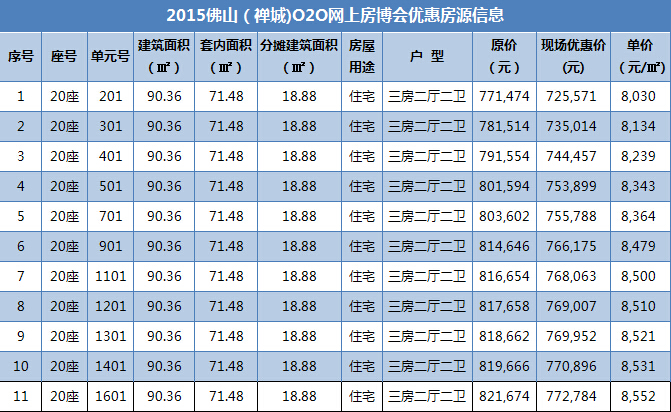 2015佛山（禅城)O2O网上房博会优惠房源信息
序号 座号 单元号 建筑面积（㎡） 套内面积（㎡） 分摊建筑面积（㎡） 房屋用途 户 型 原价（元） 现场优惠价(元) 单价（元/㎡）
1 20座 201 90.36 71.48 18.88 住宅 三房二厅二卫 771,474 725,571 8,030
2 20座 301 90.36 71.48 18.88 住宅 三房二厅二卫 781,514 735,014 8,134
3 20座 401 90.36 71.48 18.88 住宅 三房二厅二卫 791,554 744,457 8,239
4 20座 501 90.36 71.48 18.88 住宅 三房二厅二卫 801,594 753,899 8,343
5 20座 701 90.36 71.48 18.88 住宅 三房二厅二卫 803,602 755,788 8,364
6 20座 901 90.36 71.48 18.88 住宅 三房二厅二卫 814,646 766,175 8,479
7 20座 1101 90.36 71.48 18.88 住宅 三房二厅二卫 816,654 768,063 8,500
8 20座 1201 90.36 71.48 18.88 住宅 三房二厅二卫 817,658 769,007 8,510
9 20座 1301 90.36 71.48 18.88 住宅 三房二厅二卫 818,662 769,952 8,521
10 20座 1401 90.36 71.48 18.88 住宅 三房二厅二卫 819,666 770,896 8,531
11 20座 1601 90.36 71.48 18.88 住宅 三房二厅二卫 821,674 772,784 8,552